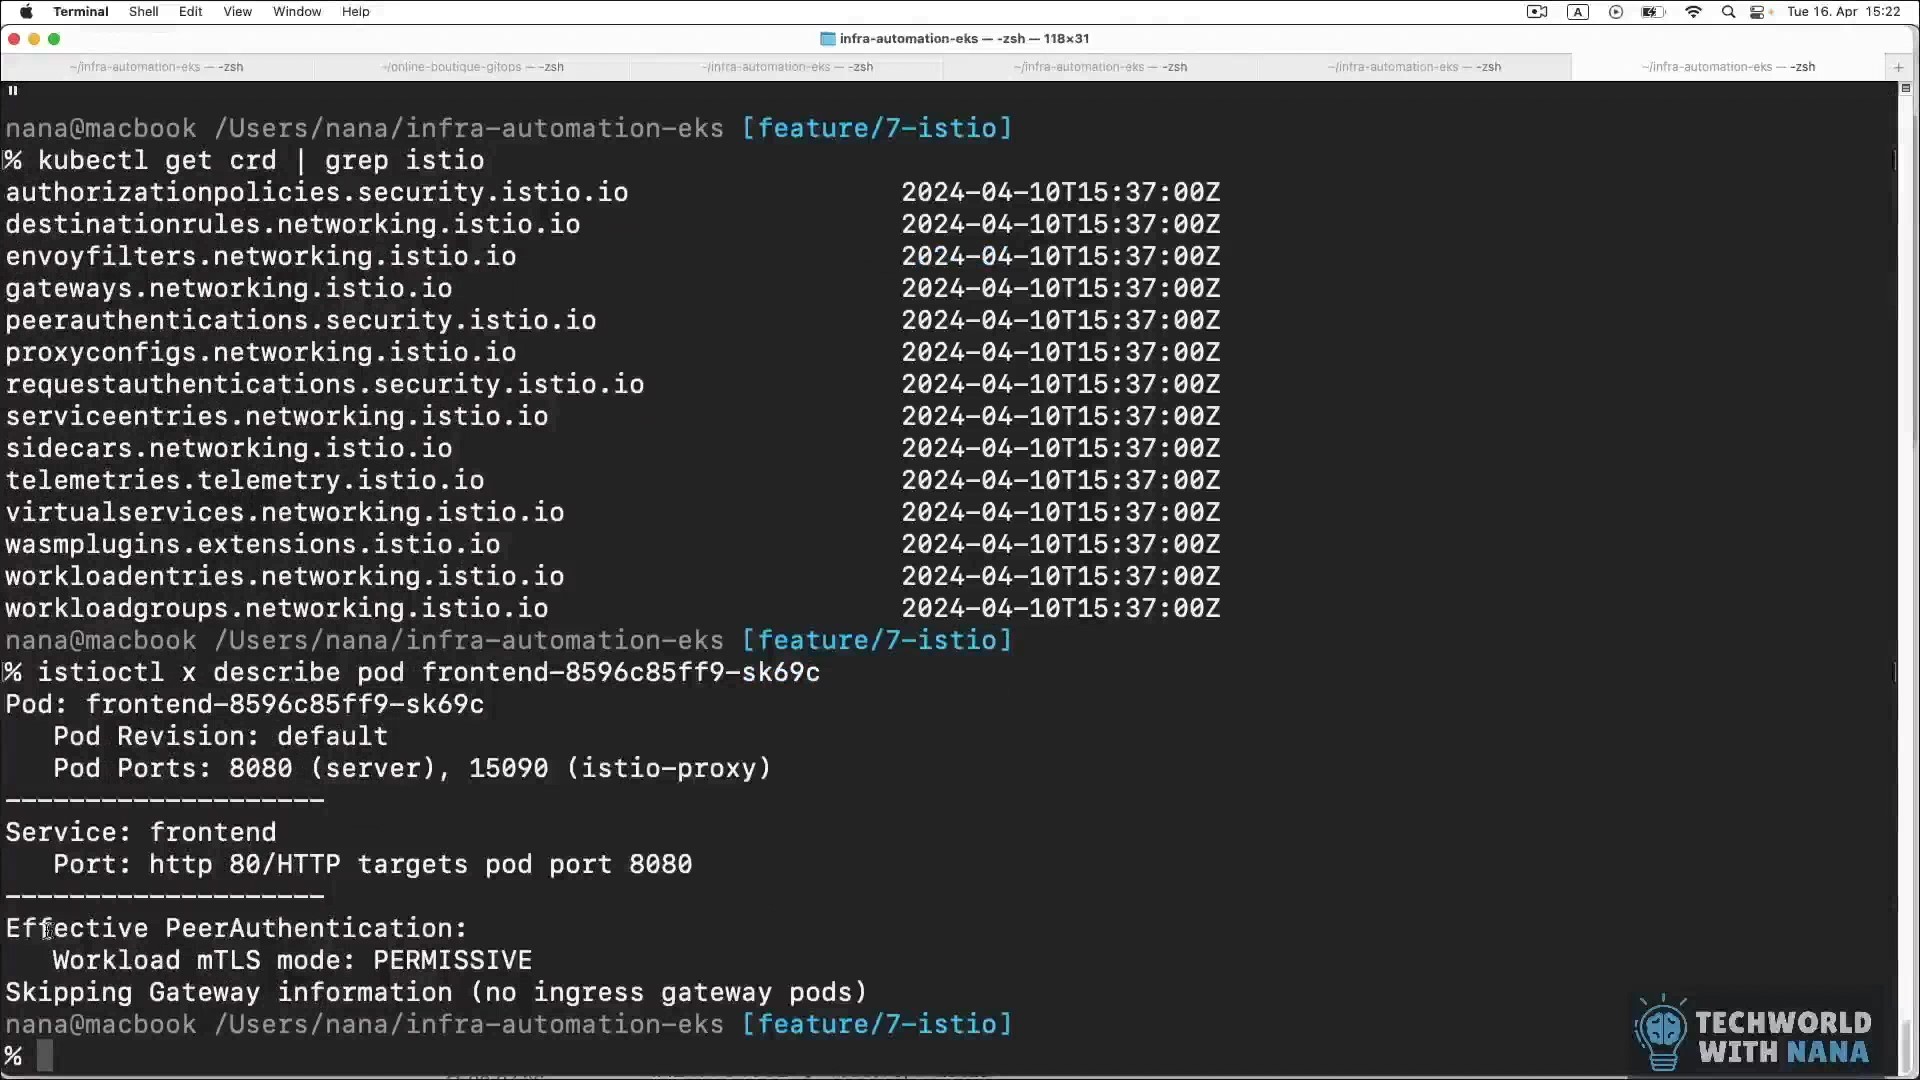 Terminal Shell Edit View Window Help A Tue 16. Apr 15:22
infra-automation-eks — -zsh — 118×31
~/infra-automation-eks — -zsh ~/online-boutique-gitops — -zsh ~/infra-automation-eks — -zsh ~/infra-automation-eks — -zsh ~/infra-automation-eks — -zsh ~/infra-automation-eks — -zsh +
"
nana@macbook /Users/nana/infra-automation-eks [feature/7-istio]
% kubectl get crd | grep istio
authorizationpolicies.security.istio.io 2024-04-10T15:37:00Z
destinationrules.networking.istio.io 2024-04-10T15:37:00Z
envoyfilters.networking.istio.io 2024-04-10T15:37:00Z
gateways.networking.istio.io 2024-04-10T15:37:00Z
peerauthentications.security.istio.io 2024-04-10T15:37:00Z
proxyconfigs.networking.istio.io 2024-04-10T15:37:00Z
requestauthentications.security.istio.io 2024-04-10T15:37:00Z
serviceentries.networking.istio.io 2024-04-10T15:37:00Z
sidecars.networking.istio.io 2024-04-10T15:37:00Z
telemetries.telemetry.istio.io 2024-04-10T15:37:00Z
virtualservices.networking.istio.io 2024-04-10T15:37:00Z
wasmplugins.extensions.istio.io 2024-04-10T15:37:00Z
workloadentries.networking.istio.io 2024-04-10T15:37:00Z
workloadgroups.networking.istio.io 2024-04-10T15:37:00Z
nana@macbook /Users/nana/infra-automation-eks [feature/7-istio]
% istioctl x describe pod frontend-8596c85ff9-sk69c
Pod: frontend-8596c85ff9-sk69c
Pod Revision: default
Pod Ports: 8080 (server), 15090 (istio-proxy)
--------------------
Service: frontend
Port: http 80/HTTP targets pod port 8080
--------------------
Effective PeerAuthentication:
Workload mTLS mode: PERMISSIVE
Skipping Gateway information (no ingress gateway pods)
nana@macbook /Users/nana/infra-automation-eks [feature/7-istio]
%
TECHWORLD
WITH NANA